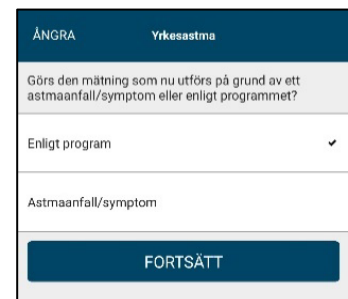 ÅNGRA Yrkesastma
Görs den mätning som nu utförs på grund av ett
astmaanfall/symptom eller enligt programmet?
Enligt program
Astmaanfall/symptom
FORTSÄTT